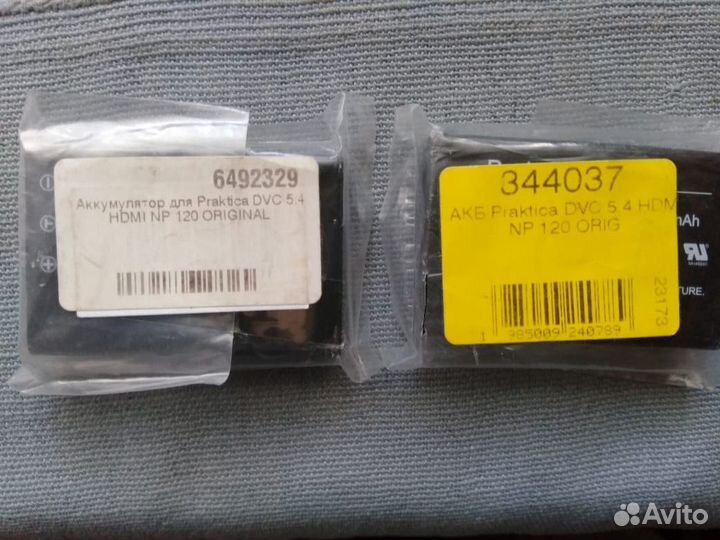 6492329
Аккумулятор для Praktica DVC 5.4
HDMI NP 120 ORIGINAL
344037
АКБ Praktica DVC 5.4 HDM
NP 120 ORIG
23173
1 985009 240789
mAh
TURE.
Avito